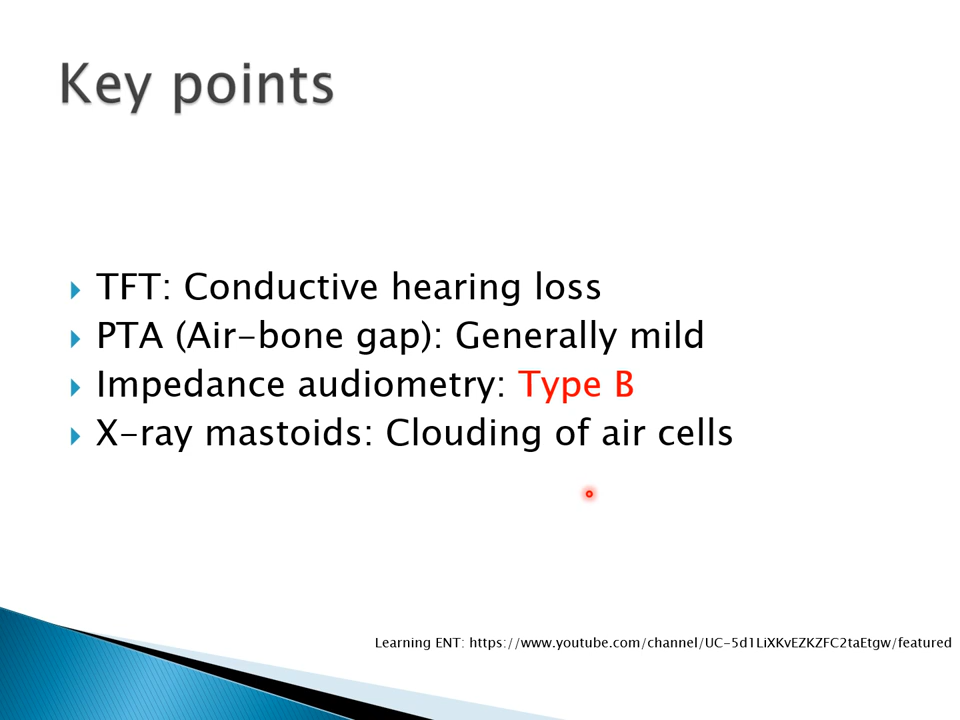 Key points
TFT: Conductive hearing loss
PTA (Air-bone gap): Generally mild
Impedance audiometry: Type B
X-ray mastoids: Clouding of air cells
Learning ENT: https://www.youtube.com/channel/UC-5d1LiXKvEZKZFC2taEtgw/featured